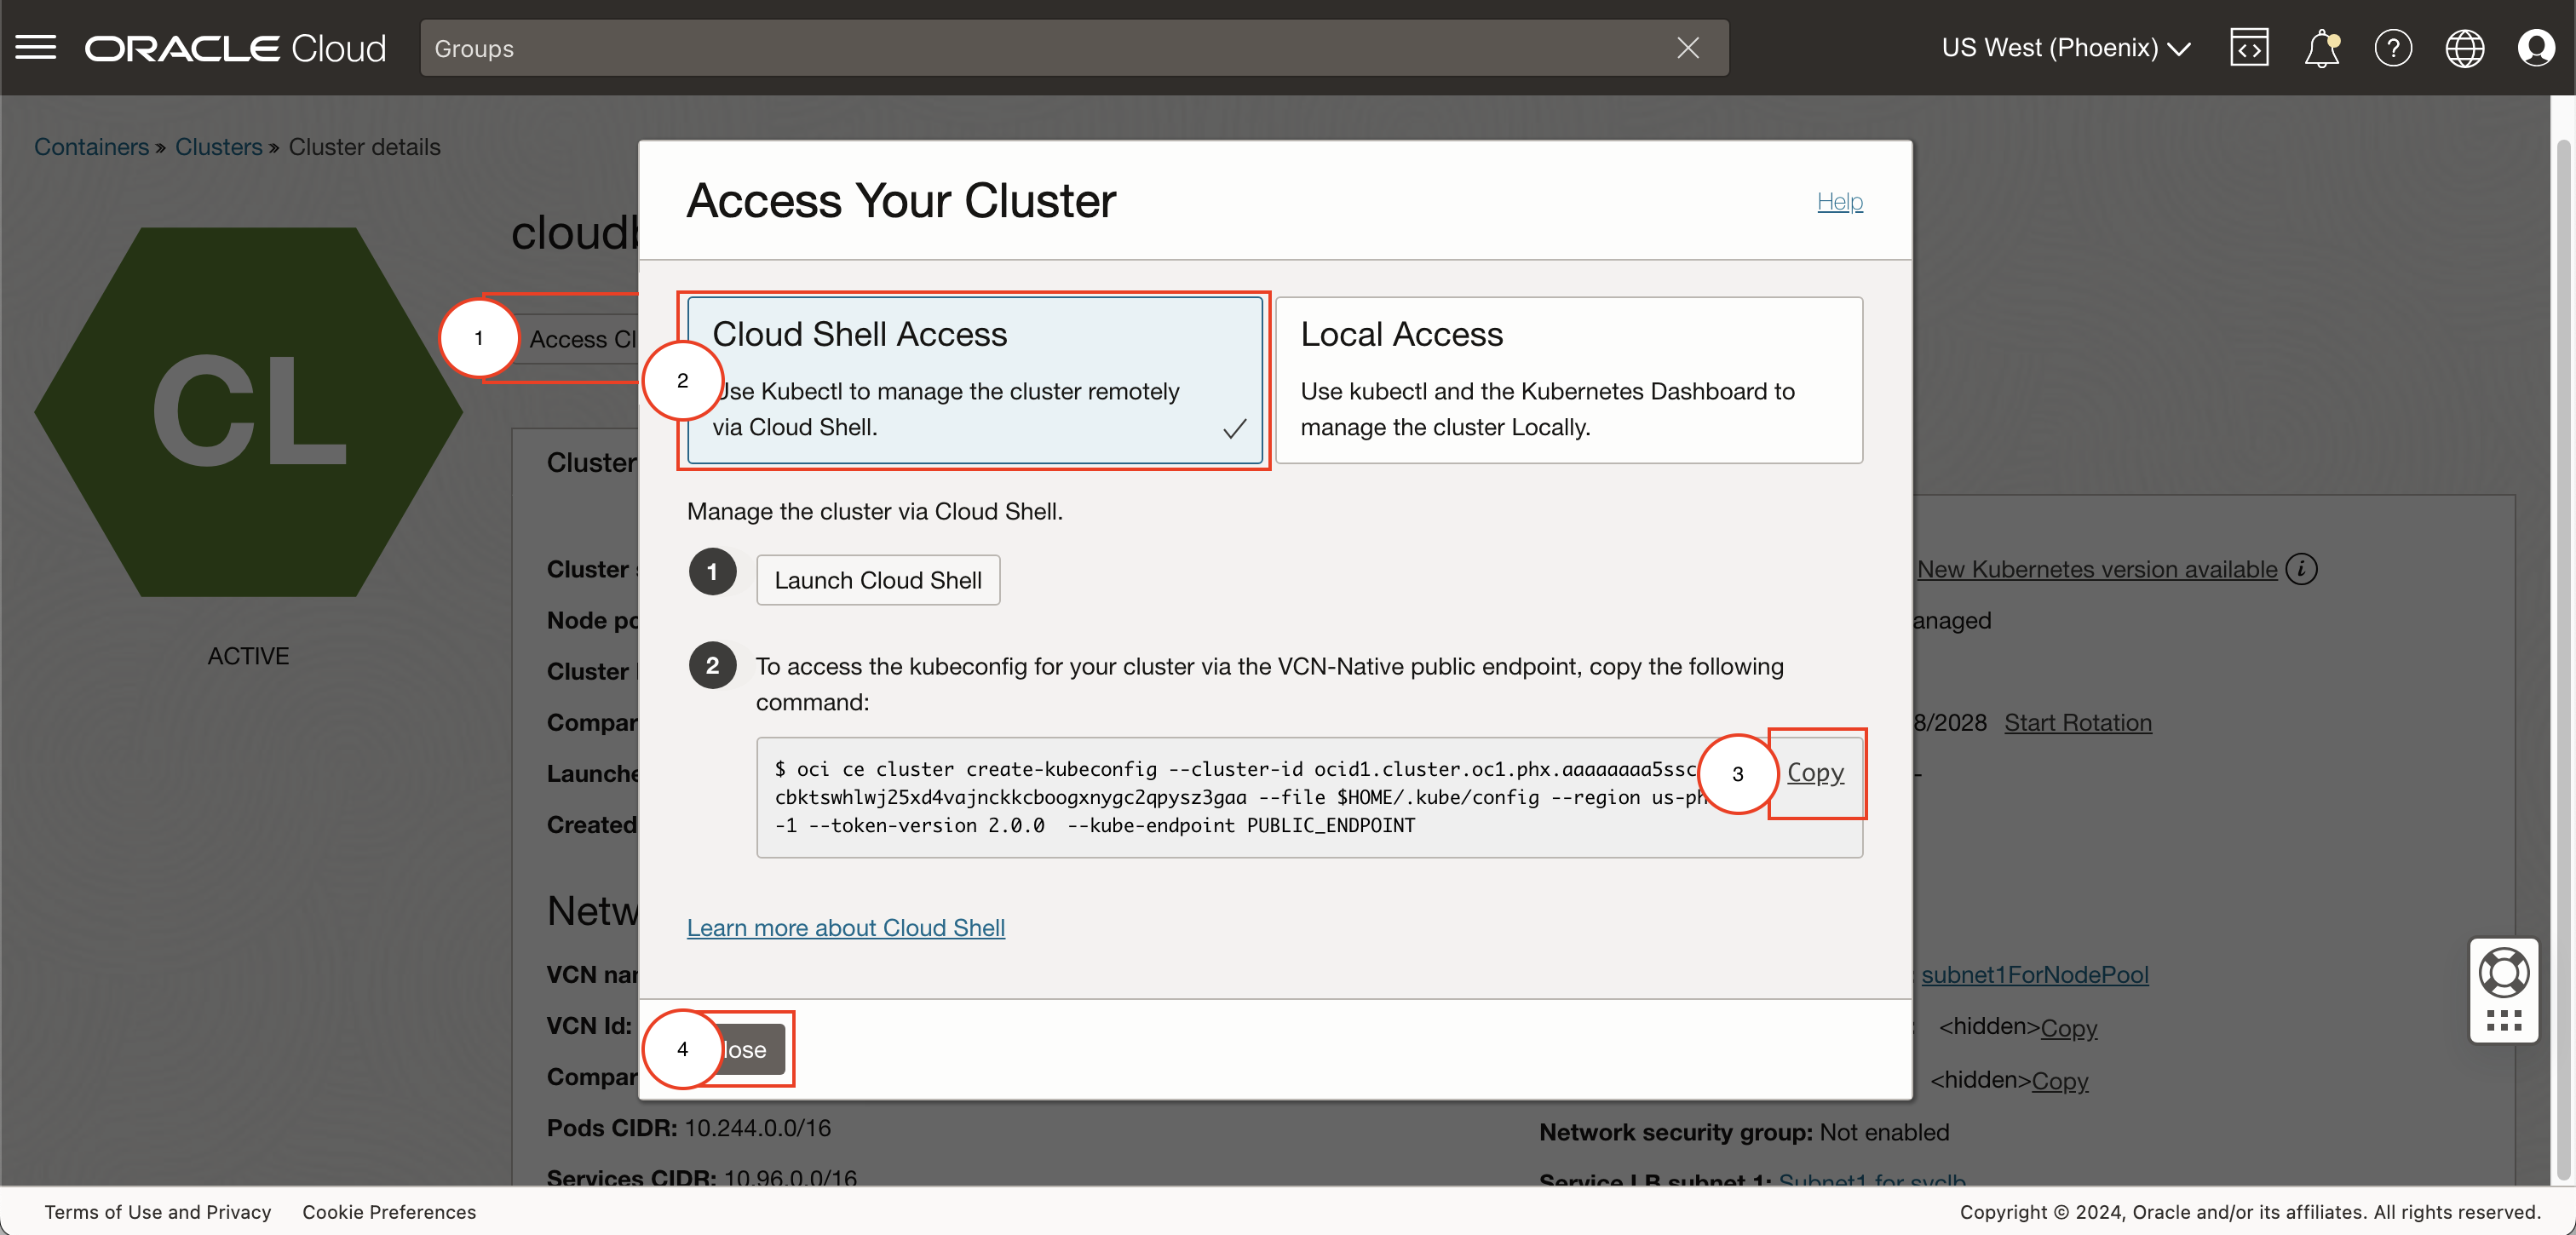 ORACLE Cloud
Groups
US West (Phoenix)
Containers » Clusters » Cluster details
Access Your Cluster
Help
CL
ACTIVE
1
Access Cl
2
Cloud Shell Access
Use Kubectl to manage the cluster remotely
via Cloud Shell.
Local Access
Use kubectl and the Kubernetes Dashboard to
manage the cluster Locally.
Cluster
Manage the cluster via Cloud Shell.
1 Launch Cloud Shell
Cluster
New Kubernetes version available
Node po
anaged
2 To access the kubeconfig for your cluster via the VCN-Native public endpoint, copy the following
command:
Cluster
Compar
8/2028 Start Rotation
Launche
$ oci ce cluster create-kubeconfig --cluster-id ocid1.cluster.oc1.phx.aaaaaaaa5ssc
cbktswhlwj25xd4vajnckkcboogxnygc2qpysz3gaa --file $HOME/.kube/config --region us-ph
-1 --token-version 2.0.0 --kube-endpoint PUBLIC_ENDPOINT
3
Copy
-
Created
Netw
Learn more about Cloud Shell
VCN nar
subnet1ForNodePool
VCN Id:
<hidden>Copy
4
lose
Compar
<hidden>Copy
Pods CIDR: 10.244.0.0/16
Network security group: Not enabled
Services CIDR: 10.96.0.0/16
Service LB subnet 1: Subnet1 for svclb
Terms of Use and Privacy
Cookie Preferences
Copyright © 2024, Oracle and/or its affiliates. All rights reserved.